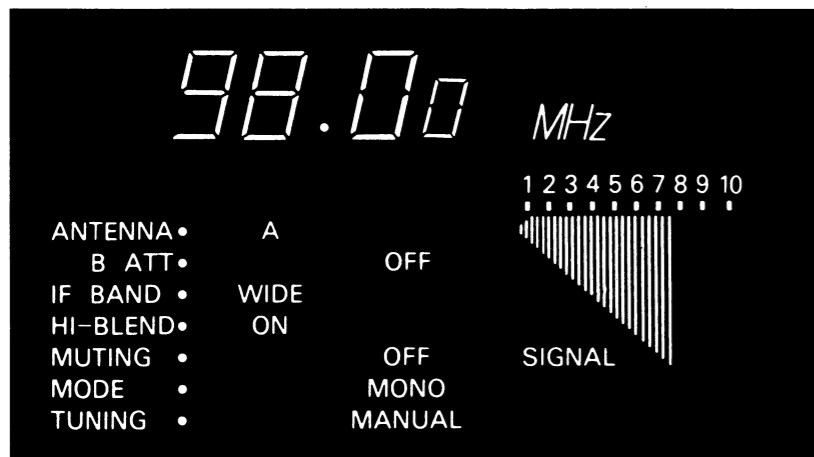 98.00 MHz
1 2 3 4 5 6 7 8 9 10
ANTENNA • A
B ATT • OFF
IF BAND • WIDE
HI-BLEND • ON
MUTING • OFF SIGNAL
MODE • MONO
TUNING • MANUAL